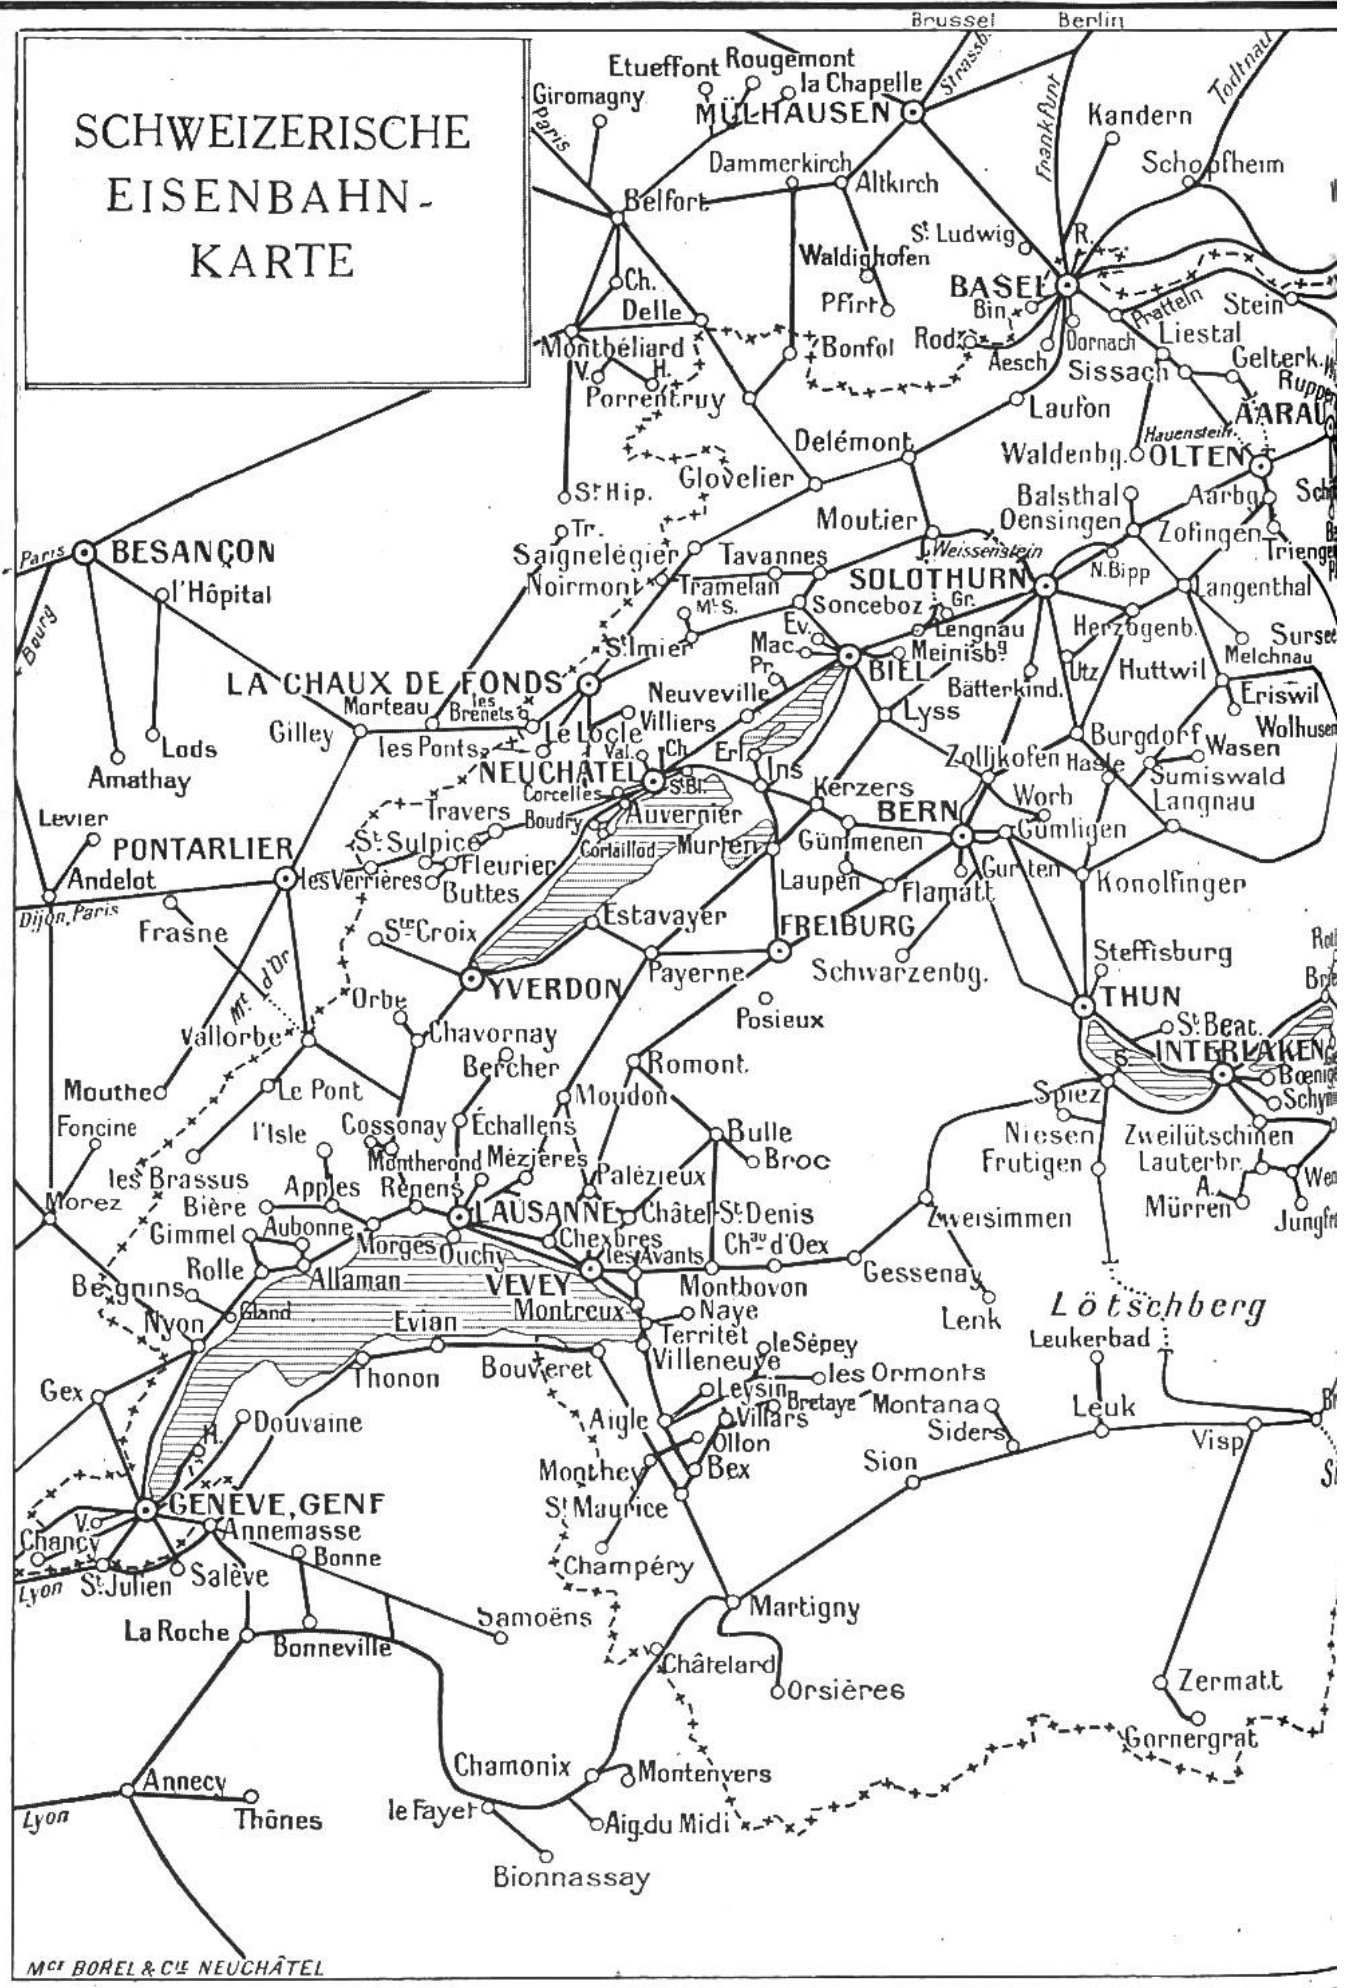 Brussel
Berlin
SCHWEIZERISCHE
EISENBAHN-
KARTE
Etueffont
Rougemont
la Chapelle
Strassb.
Todtnau
Giromagny
MÜLHAUSEN
Paris
Frankfurt
Kandern
Dammerkirch
Altkirch
Schopfheim
Belfort
St. Ludwig
R.
Waldighofen
Ch.
BASEL
Delle
Pfirt
Bin.
Pratteln
Stein
Montbéliard
Bonfol
Rod.
Dornach
Liestal
Aesch
Sissach
Gelterk.
V.
H.
Porrentruy
Laufon
AARAU
Hauenstein
Delémont
Waldenbg.
OLTEN
Glovelier
St. Hip.
Balsthal
Aarbg.
Moutier
Oensingen
Zofingen
Tr.
Paris
BESANÇON
Saignelégier
Tavannes
Weissenstein
Noirmont
Tramelan
SOLOTHURN
N.Bipp
Langenthal
l'Hôpital
Mt. S.
Sonceboz
Gr.
Bourg
Ev.
Lengnau
Herzogenb.
St. Imier
Mac.
Meinisbg
Melchnau
Pr.
BIEL
Utz
Huttwil
LA CHAUX DE FONDS
Neuveville
Bätterkind.
Eriswil
Morteau
les
Brenets
Villiers
Lyss
Wolhusen
Gilley
Le Locle
les Ponts
Val.
Ch.
Erl.
Burgdorf
Lods
Zollikofen
Hasle
Wasen
Amathay
NEUCHATEL
St. Bl.
Ins
Sumiswald
Corcelles
Kerzers
Worb
Langnau
Levier
Travers
Boudry
Auvernier
BERN
Gümligen
St. Sulpice
Cortaillod
Murten
Gümmenen
PONTARLIER
Fleurier
Gurten
Andelot
les Verrières
Buttes
Laupen
Flamatt
Konolfinger
Dijon, Paris
Estavayer
FREIBURG
Frasne
Ste Croix
Payerne
Schwarzenbg.
Steffisburg
Mt. d'Or
YVERDON
THUN
Orbe
Posieux
St. Beat.
Vallorbe
Chavornay
INTERLAKEN
Bercher
Romont.
S.
Mouthe
Le Pont
Moudon
Spiez
Foncine
l'Isle
Cossonay
Échallens
Bulle
Niesen
Zweilütschinen
les Brassus
Montherond
Mézières
Broc
Frutigen
Lauterbr.
Morez
Bière
Apples
Renens
Palézieux
A.
Mürren
Gimmel
Aubonne
LAUSANNE
Châtel-St. Denis
Zweisimmen
Morges
Ouchy
Chexbres
Chau d'Oex
Rolle
Allaman
les Avants
Gessenay
Begnins
VEVEY
Montbovon
Gland
Montreux
Naye
Lenk
Lötschberg
Nyon
Evian
Territet
le Sépey
Leukerbad
Bouveret
Villeneuve
Thonon
les Ormonts
Gex
Leysin
Bretaye
Montana
Leuk
Douvaine
Aigle
Villars
Siders
Visp
H.
Ollon
Monthey
Bex
Sion
GENÈVE, GENF
St. Maurice
V.
Annemasse
Chancy
Bonne
Champéry
Lyon
St. Julien
Salève
Martigny
Samoëns
La Roche
Bonneville
Châtelard
Orsières
Zermatt
Gornergrat
Chamonix
Montenvers
Annecy
le Fayet
Aig. du Midi
Lyon
Thônes
Bionnassay
MCE BOREL & CIE NEUCHÂTEL